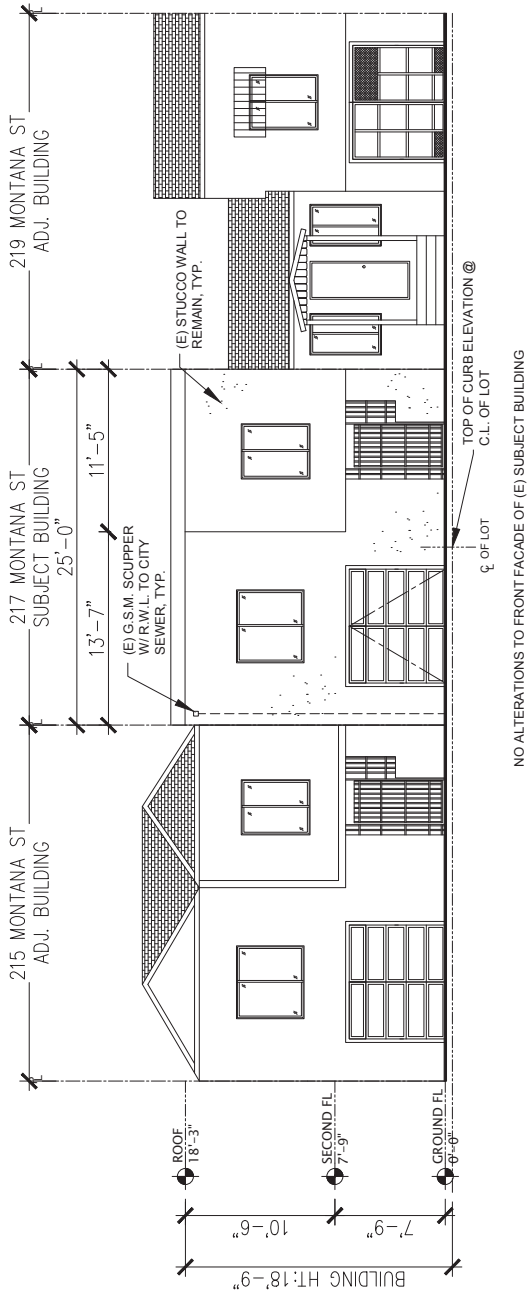 215 MONTANA ST
ADJ. BUILDING
217 MONTANA ST
SUBJECT BUILDING
25'-0"
13'-7"
11'-5"
219 MONTANA ST
ADJ. BUILDING
(E) G.S.M. SCUPPER
W/ R.W.L. TO CITY
SEWER, TYP.
(E) STUCCO WALL TO
REMAIN, TYP.
ROOF
18'-3"
SECOND FL
7'-9"
GROUND FL
0'-0"
10'-6"
7'-9"
BUILDING HT:18'-9"
℄ OF LOT
TOP OF CURB ELEVATION @
C.L. OF LOT
NO ALTERATIONS TO FRONT FACADE OF (E) SUBJECT BUILDING